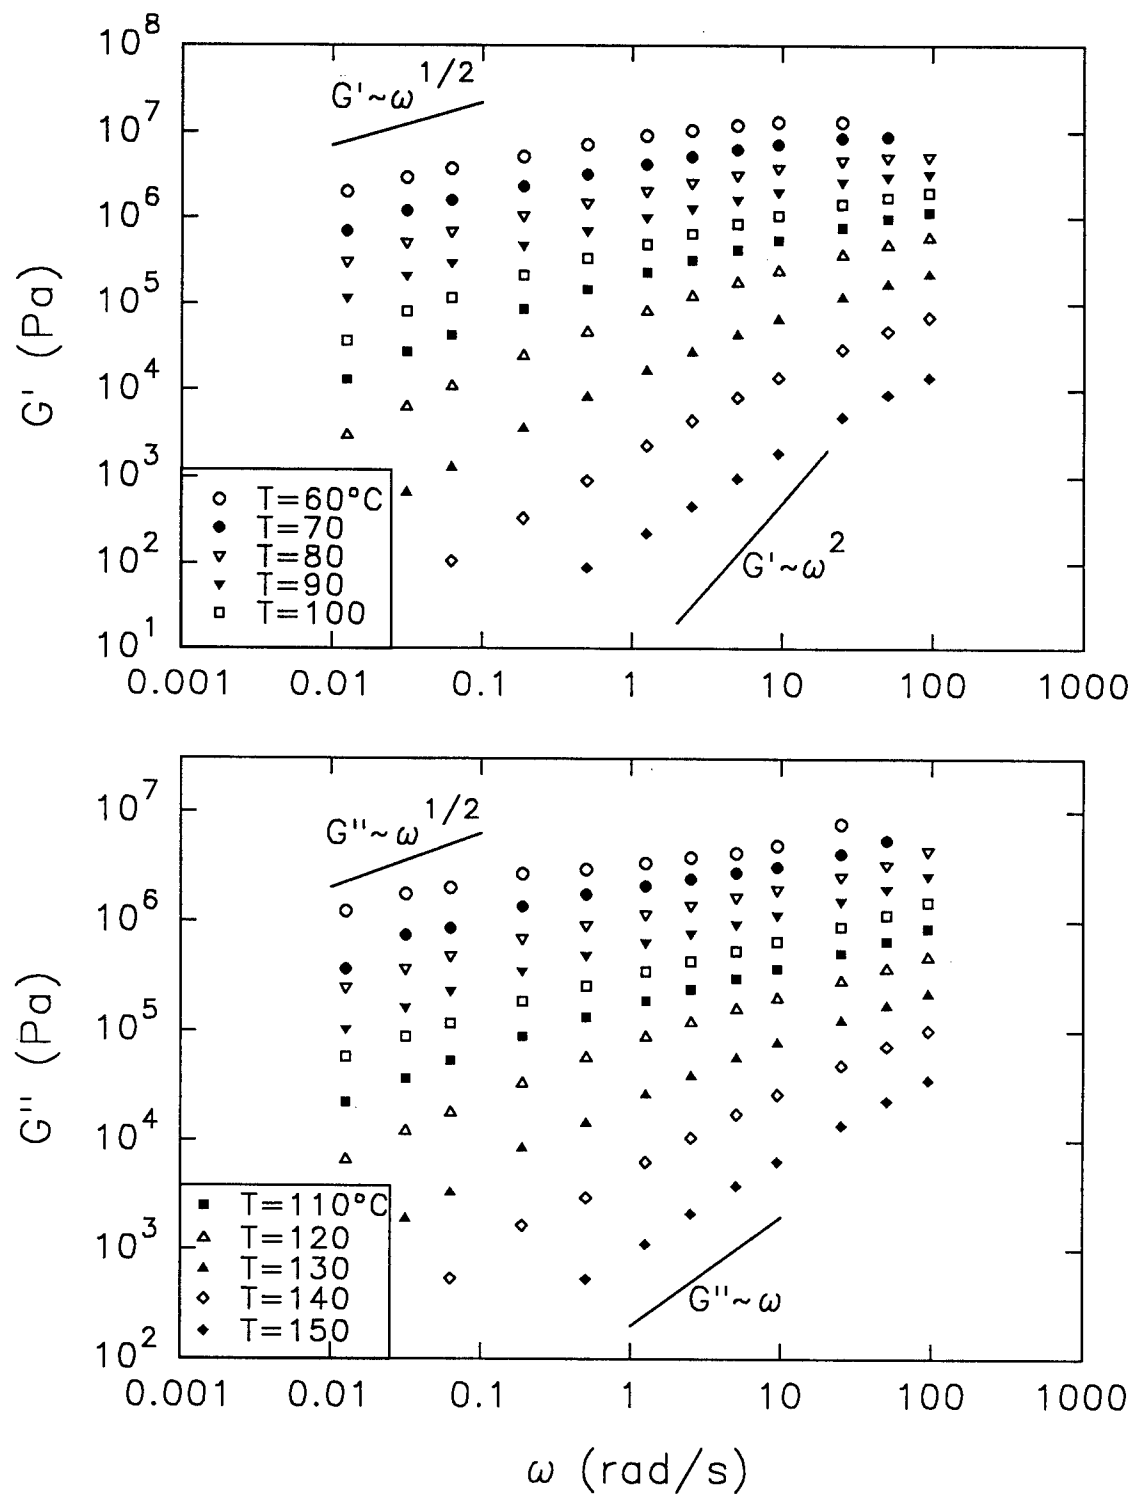 10^8
G'~ω^1/2
10^7
10^6
10^5
10^4
10^3
10^2
10^1
G' (Pa)
T=60°C
T=70
T=80
T=90
T=100
G'~ω^2
0.001 0.01 0.1 1 10 100 1000
10^7
G''~ω^1/2
10^6
10^5
10^4
10^3
10^2
G'' (Pa)
T=110°C
T=120
T=130
T=140
T=150
G''~ω
0.001 0.01 0.1 1 10 100 1000
ω (rad/s)